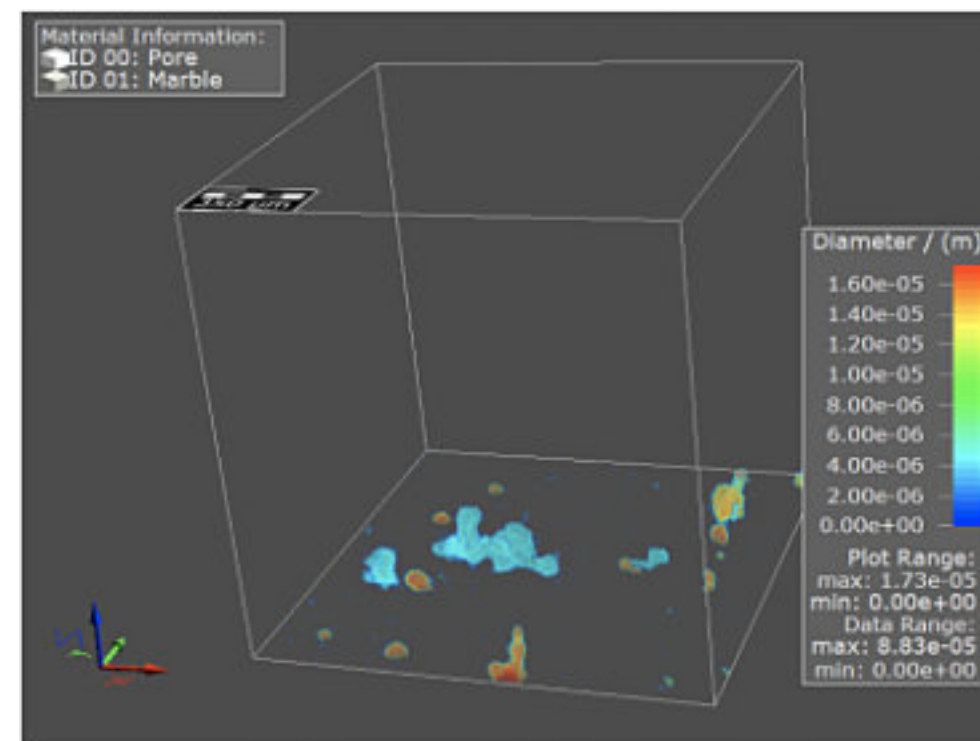 Material Information:
ID 00: Pore
ID 01: Marble
350 µm
Diameter / (m)
1.60e-05
1.40e-05
1.20e-05
1.00e-05
8.00e-06
6.00e-06
4.00e-06
2.00e-06
0.00e+00
Plot Range:
max: 1.73e-05
min: 0.00e+00
Data Range:
max: 8.83e-05
min: 0.00e+00